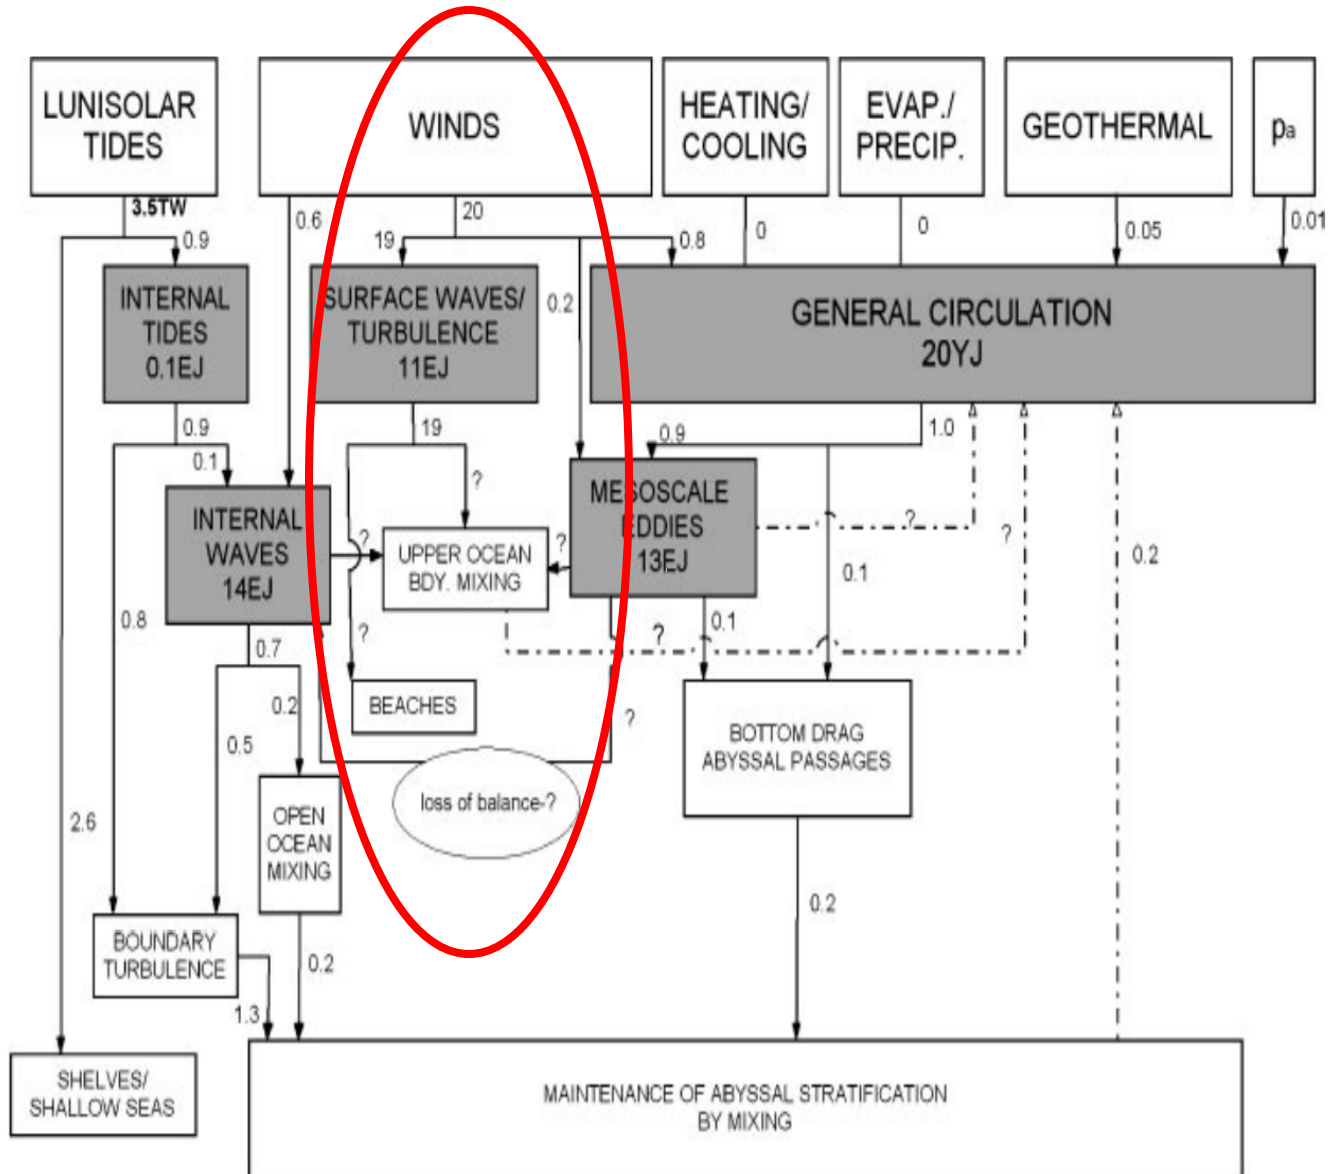 LUNISOLAR
TIDES
WINDS
HEATING/
COOLING
EVAP./
PRECIP.
GEOTHERMAL
pa
3.5TW
0.6
20
0.9
19
0.8
0
0
0.05
0.01
INTERNAL
TIDES
0.1EJ
SURFACE WAVES/
TURBULENCE
11EJ
0.2
GENERAL CIRCULATION
20YJ
0.9
0.1
19
0.9
1.0
?
INTERNAL
WAVES
14EJ
?
UPPER OCEAN
BDY. MIXING
?
MESOSCALE
EDDIES
13EJ
?
?
0.2
0.1
0.8
0.7
?
?
0.1
0.2
BEACHES
?
0.5
BOTTOM DRAG
ABYSSAL PASSAGES
loss of balance-?
OPEN
OCEAN
MIXING
2.6
0.2
BOUNDARY
TURBULENCE
0.2
1.3
SHELVES/
SHALLOW SEAS
MAINTENANCE OF ABYSSAL STRATIFICATION
BY MIXING